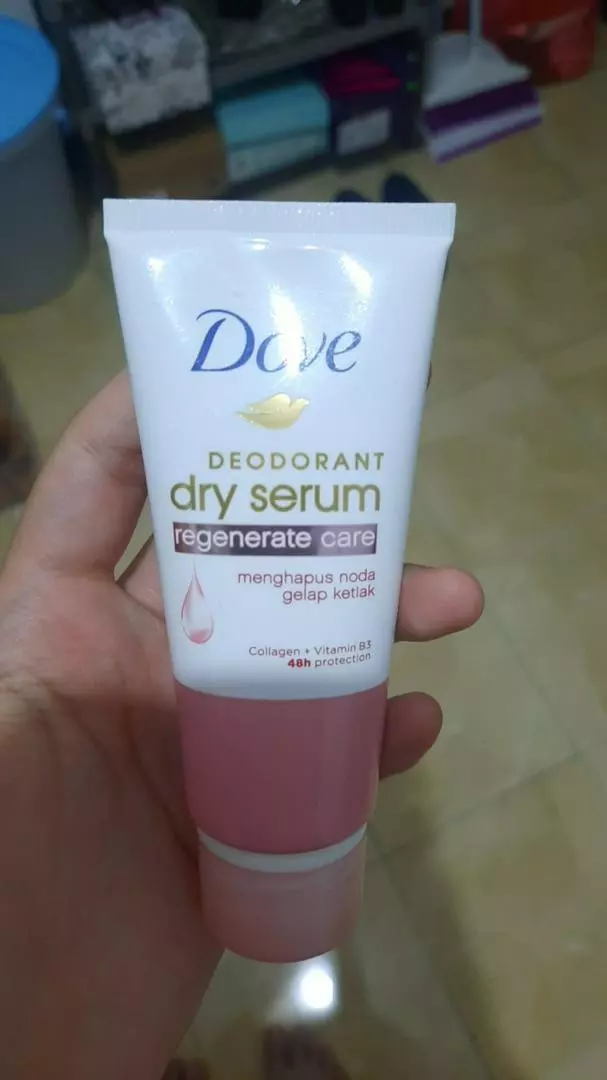 Dove
DEODORANT
dry serum
regenerate care
menghapus noda
gelap ketiak
Collagen + Vitamin B3
48h protection